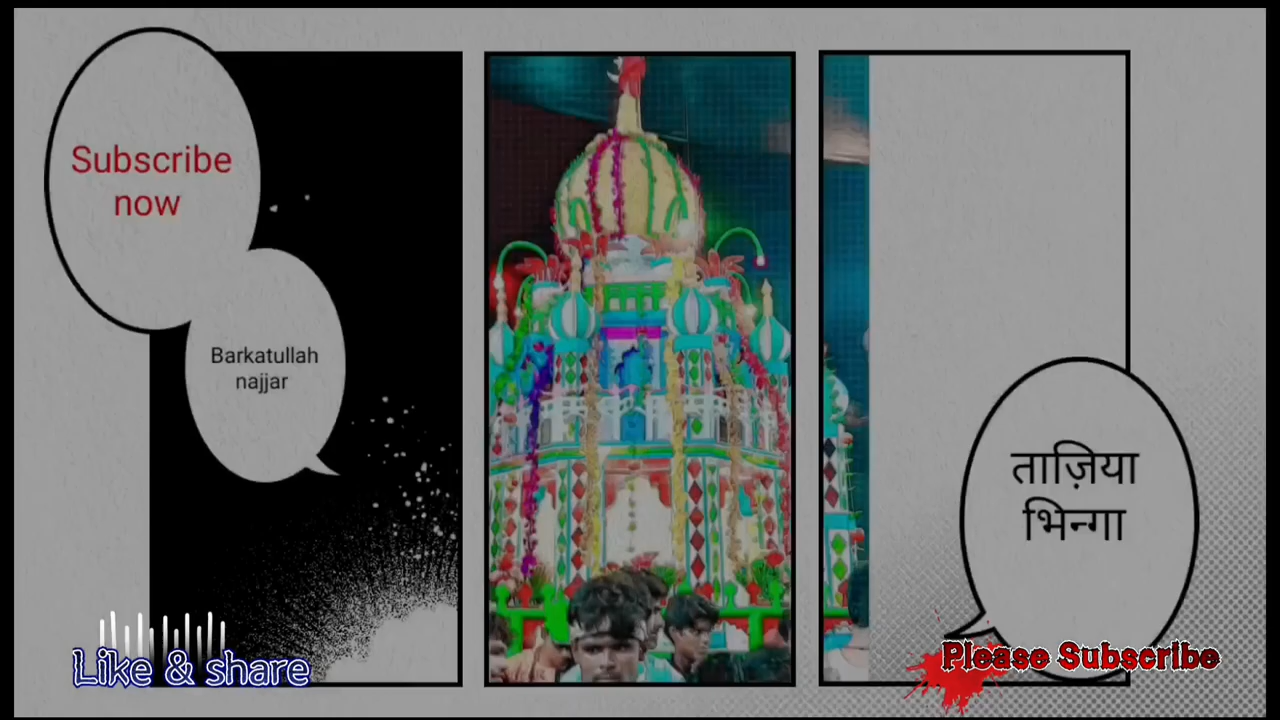 Subscribe
now
Barkatullah
najjar
ताज़िया
भिन्गा
Like & share
Please Subscribe